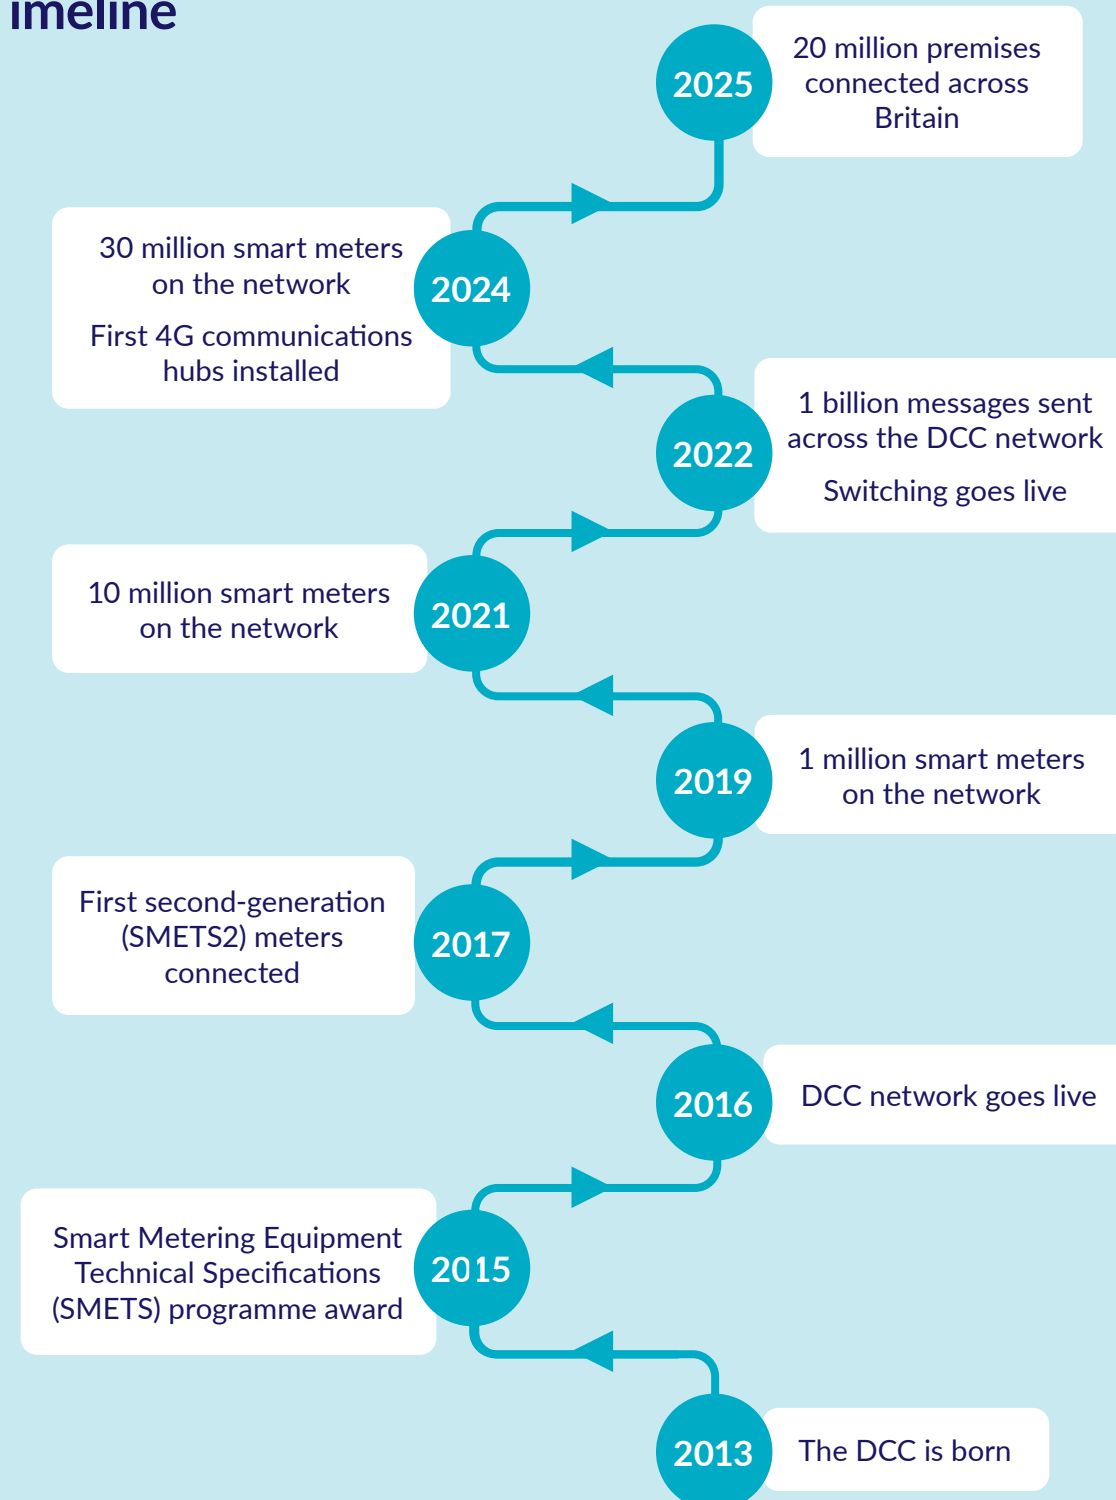 imeline
2025
20 million premises
connected across
Britain
30 million smart meters
on the network
First 4G communications
hubs installed
2024
1 billion messages sent
across the DCC network
Switching goes live
2022
10 million smart meters
on the network
2021
2019
1 million smart meters
on the network
First second-generation
(SMETS2) meters
connected
2017
2016
DCC network goes live
Smart Metering Equipment
Technical Specifications
(SMETS) programme award
2015
2013
The DCC is born